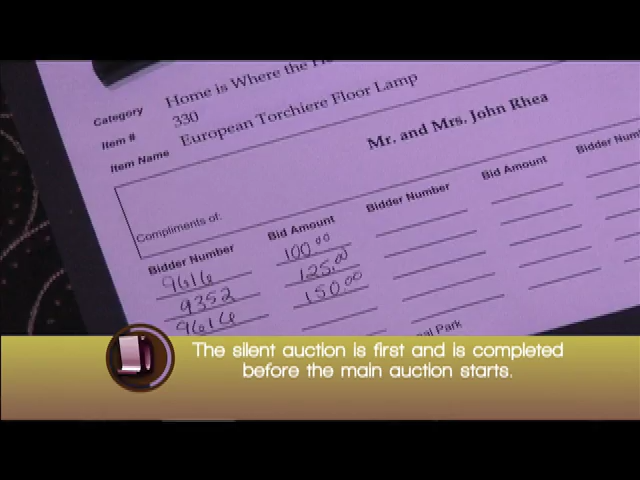 Category Home is Where the
Item # 330
Item Name European Torchiere Floor Lamp
Mr. and Mrs. John Rhea
Compliments of:
Bidder Number Bid Amount Bidder Number Bid Amount Bidder
9616 100.00
9352 125.00
9616 150.00
Park
The silent auction is first and is completed
before the main auction starts.